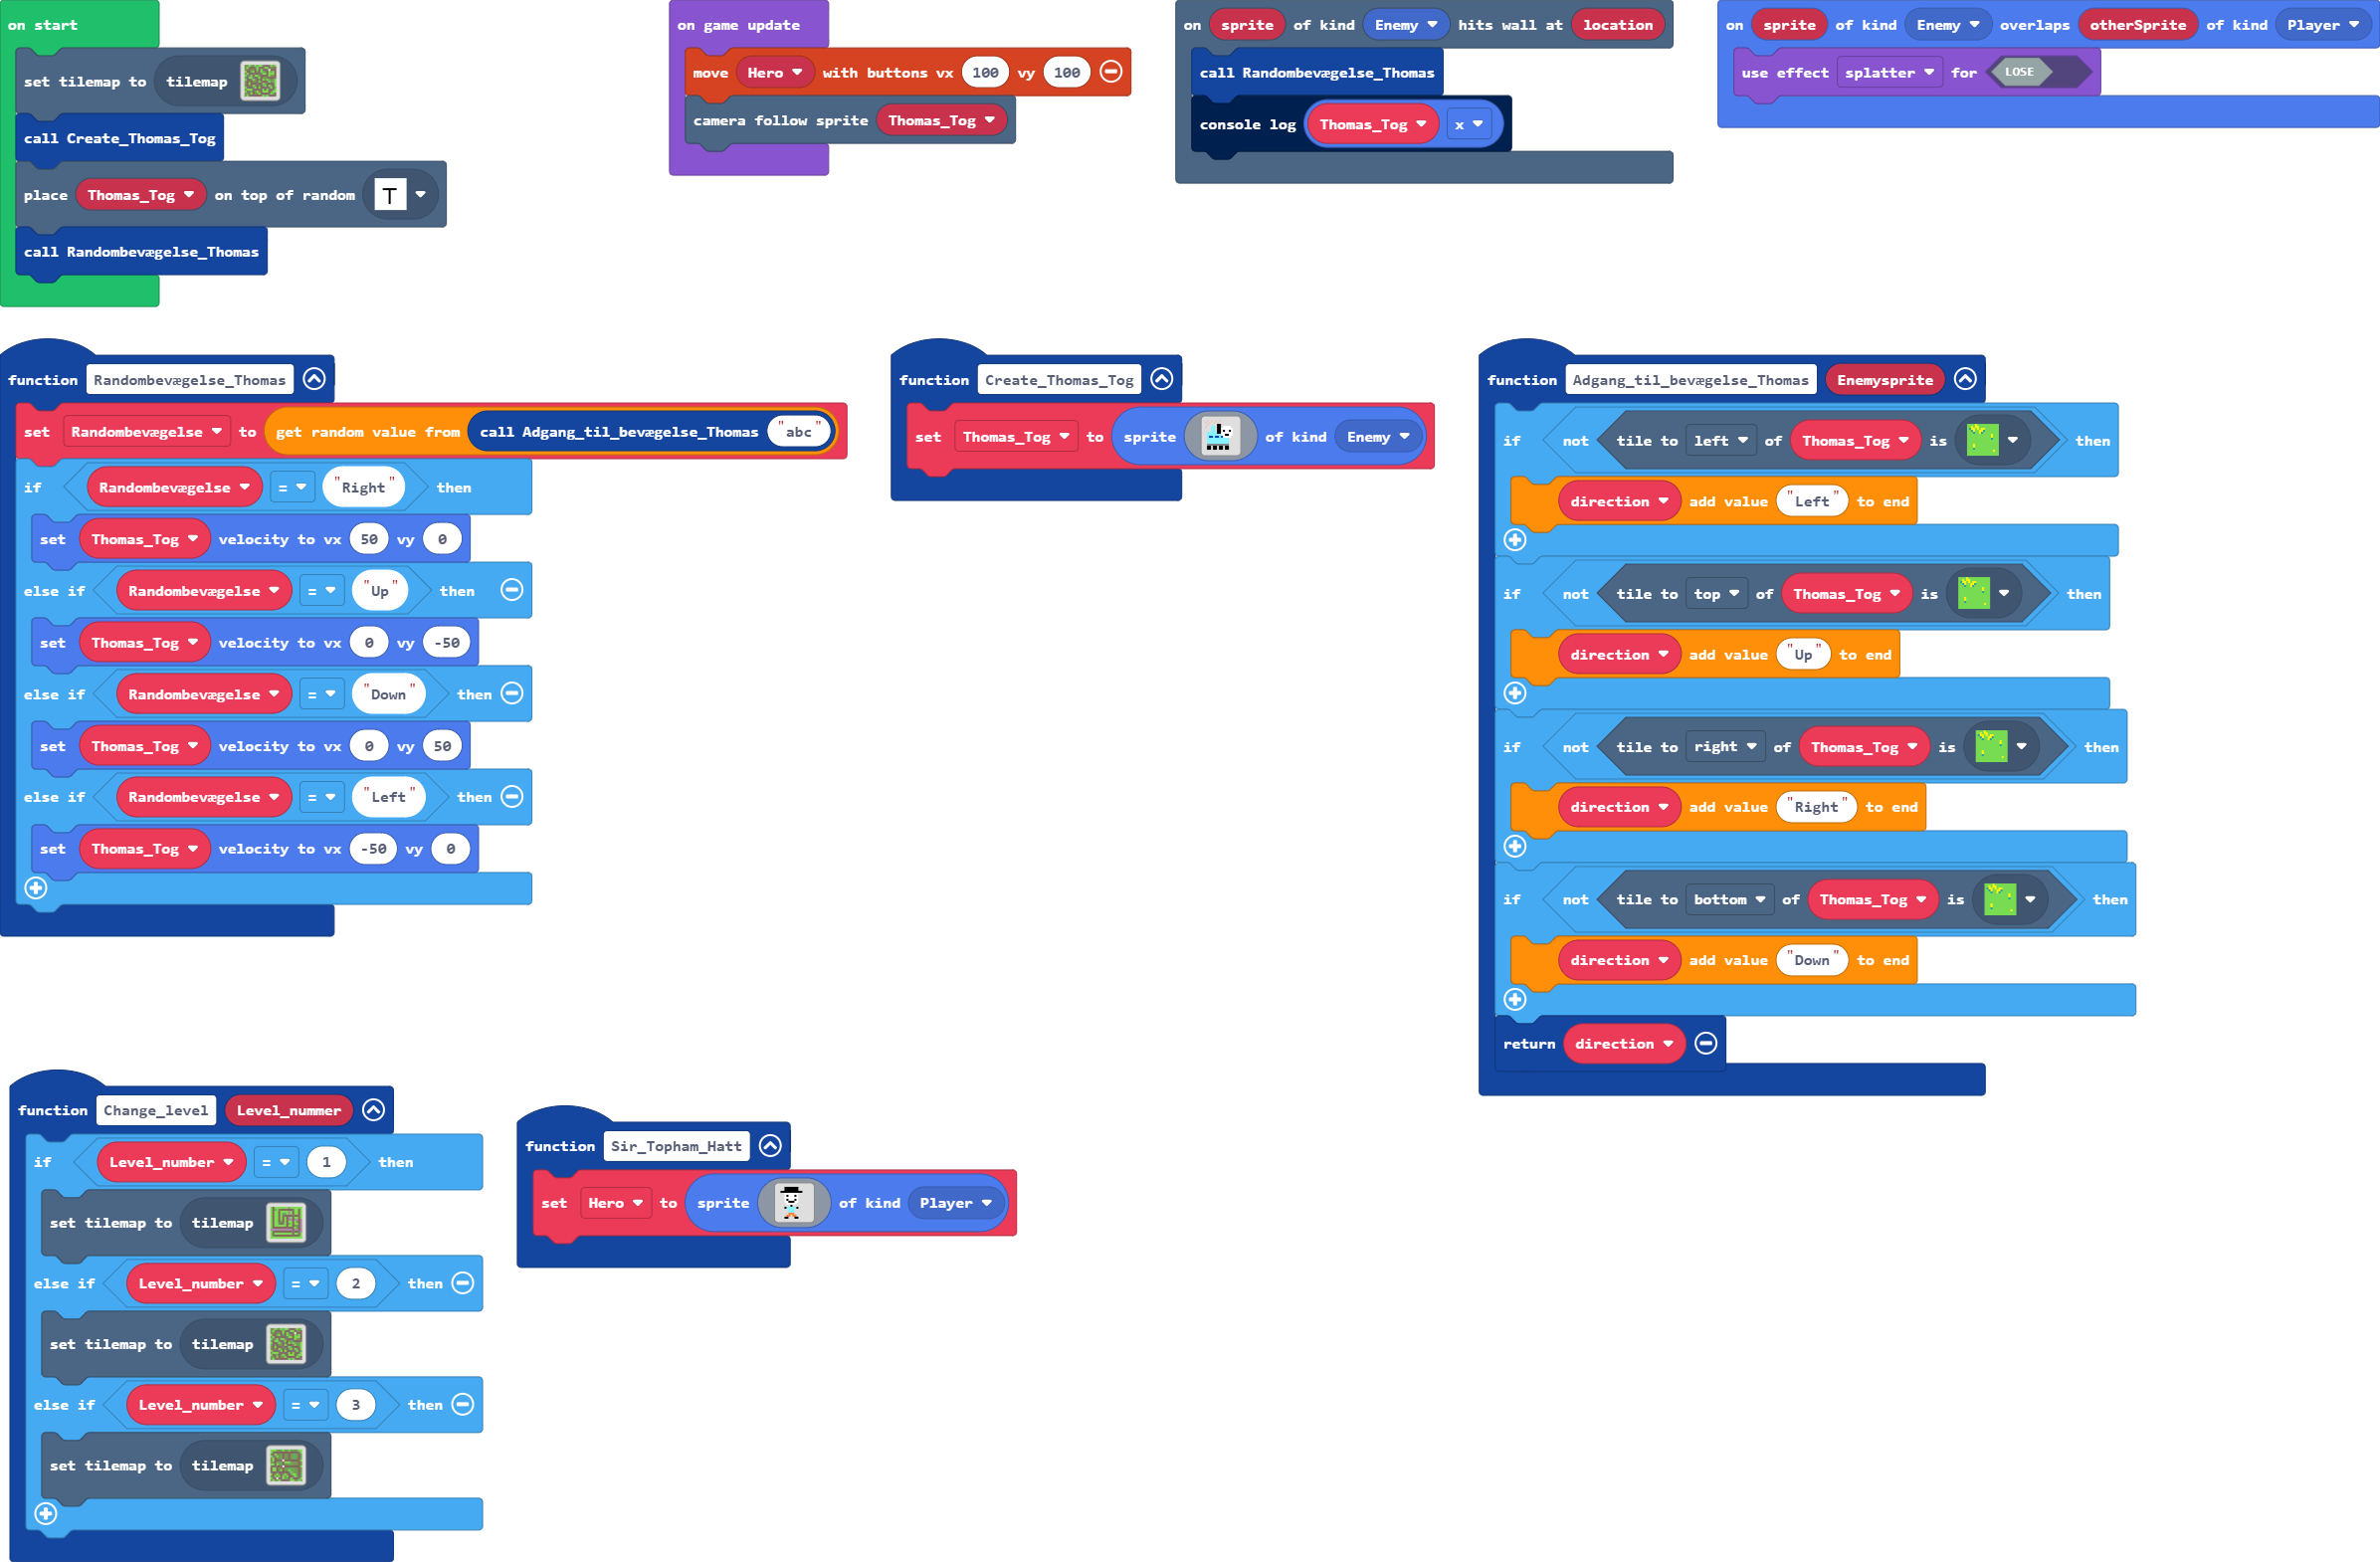 on start
set tilemap to tilemap
call Create_Thomas_Tog
place Thomas_Tog on top of random T
call Randombevægelse_Thomas
on game update
move Hero with buttons vx 100 vy 100
camera follow sprite Thomas_Tog
on sprite of kind Enemy hits wall at location
call Randombevægelse_Thomas
console log Thomas_Tog x
on sprite of kind Enemy overlaps otherSprite of kind Player
use effect splatter for LOSE
function Randombevægelse_Thomas
set Randombevægelse to get random value from call Adgang_til_bevægelse_Thomas "abc"
if Randombevægelse = "Right" then
set Thomas_Tog velocity to vx 50 vy 0
else if Randombevægelse = "Up" then
set Thomas_Tog velocity to vx 0 vy -50
else if Randombevægelse = "Down" then
set Thomas_Tog velocity to vx 0 vy 50
else if Randombevægelse = "Left" then
set Thomas_Tog velocity to vx -50 vy 0
function Create_Thomas_Tog
set Thomas_Tog to sprite of kind Enemy
function Adgang_til_bevægelse_Thomas Enemysprite
if not tile to left of Thomas_Tog is then
direction add value "Left" to end
if not tile to top of Thomas_Tog is then
direction add value "Up" to end
if not tile to right of Thomas_Tog is then
direction add value "Right" to end
if not tile to bottom of Thomas_Tog is then
direction add value "Down" to end
return direction
function Change_level Level_nummer
if Level_number = 1 then
set tilemap to tilemap
else if Level_number = 2 then
set tilemap to tilemap
else if Level_number = 3 then
set tilemap to tilemap
function Sir_Topham_Hatt
set Hero to sprite of kind Player